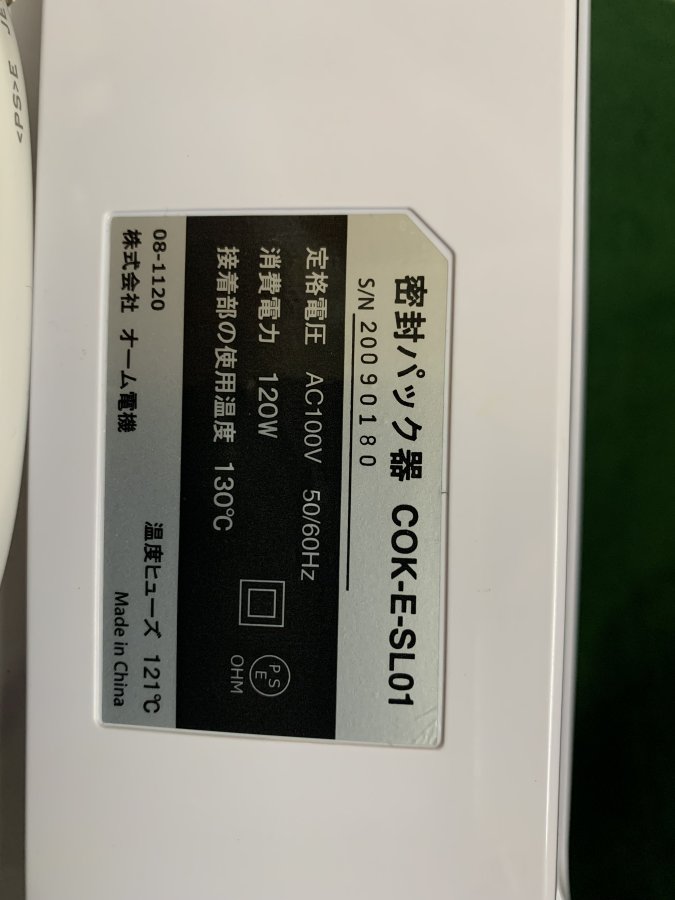 密封パック器 COK-E-SL01
S/N 20090180
定格電圧 AC100V 50/60Hz
消費電力 120W
接着部の使用温度 130℃
PS
E
OHM
08-1120
温度ヒューズ 121℃
株式会社 オーム電機
Made in China
<PS>E